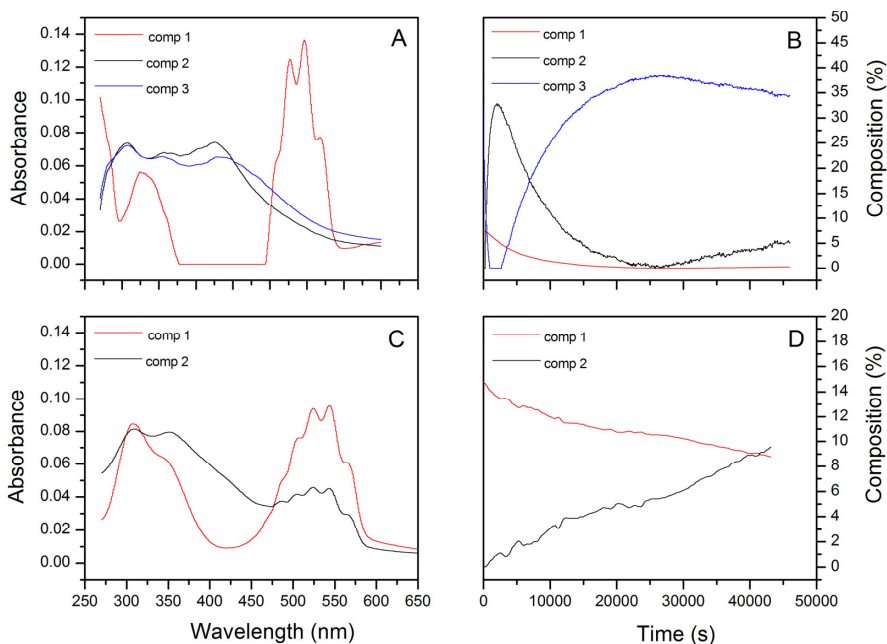 0.14
0.12
0.10
0.08
0.06
0.04
0.02
0.00
Absorbance
comp 1
comp 2
comp 3
A
comp 1
comp 2
comp 3
B
50
45
40
35
30
25
20
15
10
5
0
Composition (%)
0.14
0.12
0.10
0.08
0.06
0.04
0.02
0.00
Absorbance
comp 1
comp 2
C
250 300 350 400 450 500 550 600 650
Wavelength (nm)
comp 1
comp 2
D
20
18
16
14
12
10
8
6
4
2
0
Composition (%)
0 10000 20000 30000 40000 50000
Time (s)